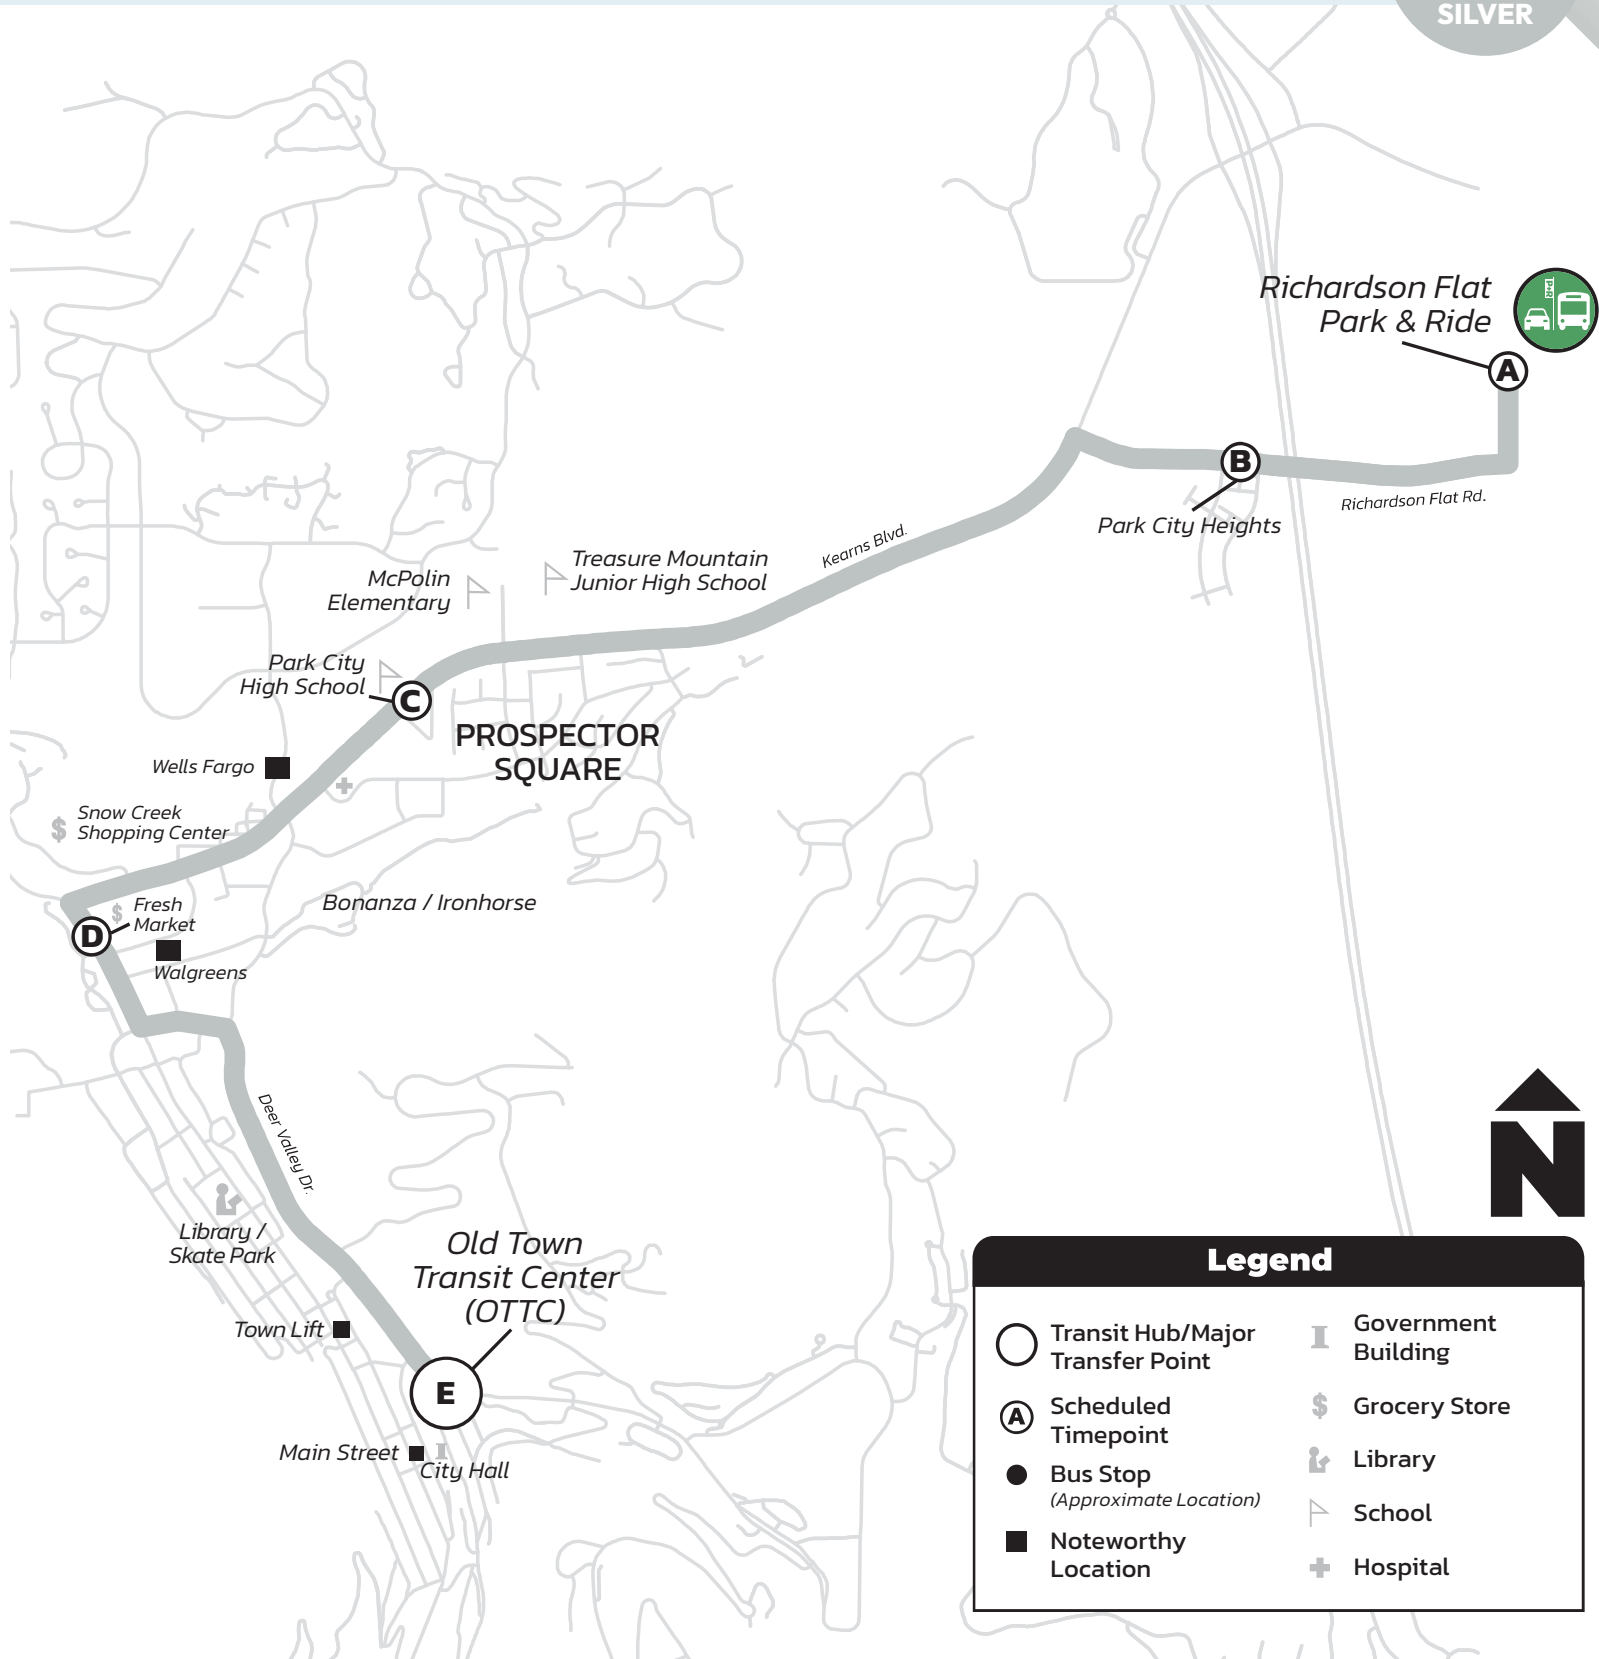 SILVER
Richardson Flat
Park & Ride
P+R
A
B
Richardson Flat Rd.
Park City Heights
Kearns Blvd.
Treasure Mountain
Junior High School
McPolin
Elementary
Park City
High School
C
PROSPECTOR
SQUARE
Wells Fargo
$
Snow Creek
Shopping Center
$
Fresh
Market
Bonanza / Ironhorse
D
Walgreens
Deer Valley Dr.
Library /
Skate Park
Old Town
Transit Center
(OTTC)
Town Lift
E
Main Street
City Hall
N
Legend
Transit Hub/Major
Transfer Point
A
Scheduled
Timepoint
Bus Stop
(Approximate Location)
Noteworthy
Location
Government
Building
$
Grocery Store
Library
School
Hospital